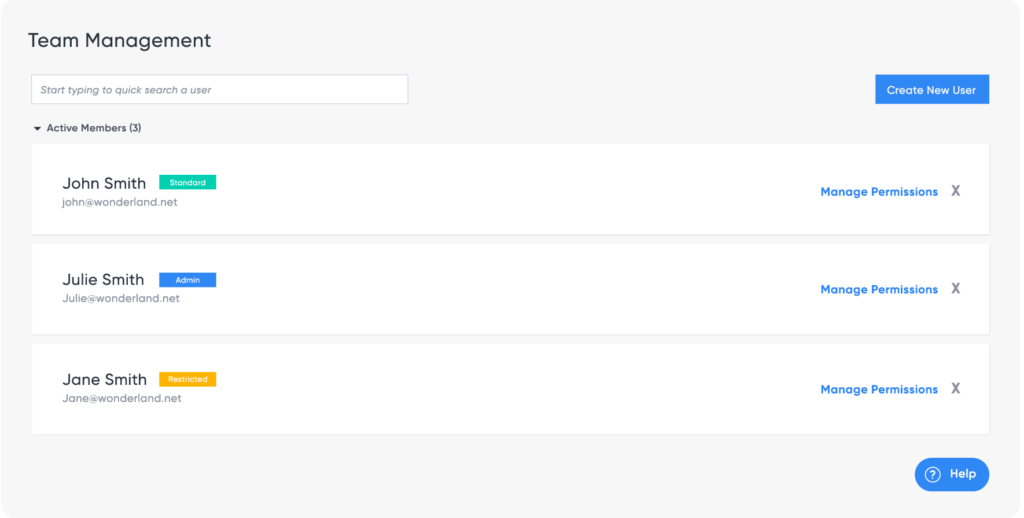 Team Management
Start typing to quick search a user
Create New User
Active Members (3)
John Smith Standard
john@wonderland.net
Manage Permissions X
Julie Smith Admin
Julie@wonderland.net
Manage Permissions X
Jane Smith Restricted
Jane@wonderland.net
Manage Permissions X
? Help